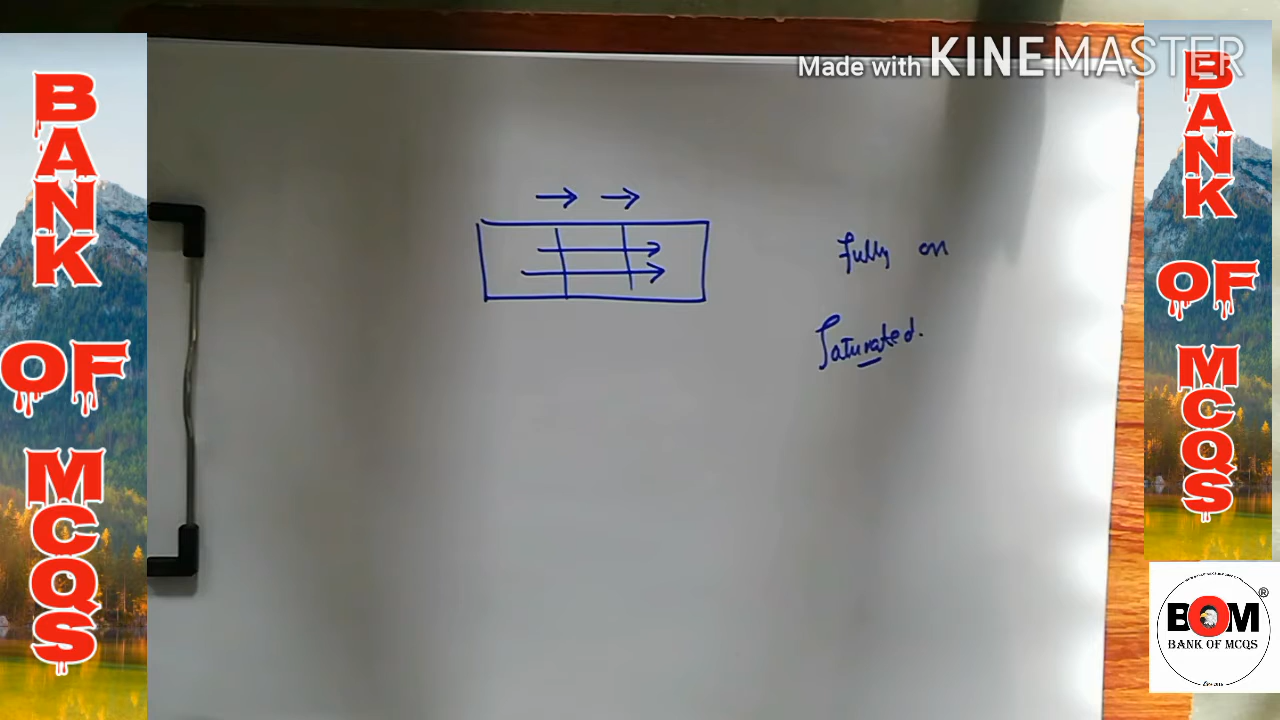 Made with KINEMASTER
BANK OF MCQS
BANK OF MCQS
fully on
Saturated.
BOM®
BANK OF MCQS